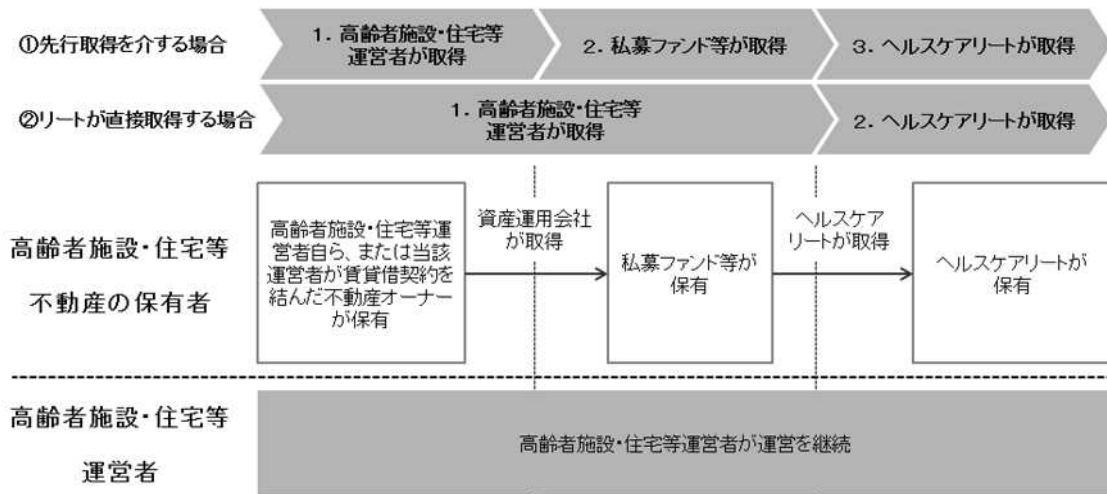 ①先行取得を介する場合
1. 高齢者施設・住宅等
運営者が取得
2. 私募ファンド等が取得
3. ヘルスケアリートが取得
②リートが直接取得する場合
1. 高齢者施設・住宅等
運営者が取得
2. ヘルスケアリートが取得
高齢者施設・住宅等
不動産の保有者
高齢者施設・住宅等運
営者自ら、または当該
運営者が賃貸借契約を
結んだ不動産オーナー
が保有
資産運用会社
が取得
私募ファンド等が
保有
ヘルスケア
リートが取得
ヘルスケアリートが
保有
高齢者施設・住宅等
運営者
高齢者施設・住宅等運営者が運営を継続